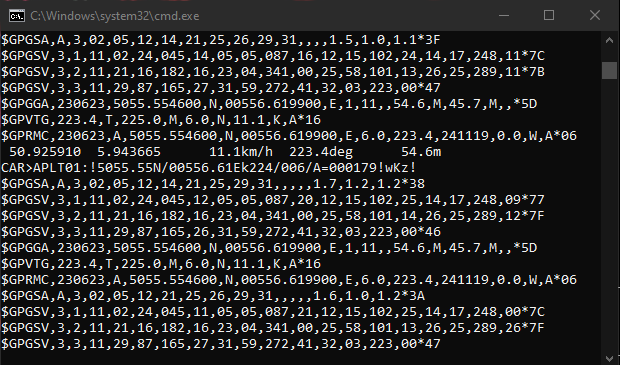 C:\Windows\system32\cmd.exe
$GPGSA,A,3,02,05,12,14,21,25,26,29,31,,,,1.5,1.0,1.1*3F
$GPGSV,3,1,11,02,24,045,14,05,05,087,16,12,15,102,24,14,17,248,11*7C
$GPGSV,3,2,11,21,16,182,16,23,04,341,00,25,58,101,13,26,25,289,11*7B
$GPGSV,3,3,11,29,87,165,27,31,59,272,41,32,03,223,00*47
$GPGGA,230623,5055.554600,N,00556.619900,E,1,11,,54.6,M,45.7,M,,*5D
$GPVTG,223.4,T,225.0,M,6.0,N,11.1,K,A*16
$GPRMC,230623,A,5055.554600,N,00556.619900,E,6.0,223.4,241119,0.0,W,A*06
50.925910 5.943665 11.1km/h 223.4deg 54.6m
CAR>APLT01:!5055.55N/00556.61Ek224/006/A=000179!wKz!
$GPGSA,A,3,02,05,12,14,21,25,29,31,,,,,1.7,1.2,1.2*38
$GPGSV,3,1,11,02,24,045,12,05,05,087,20,12,15,102,25,14,17,248,09*77
$GPGSV,3,2,11,21,16,182,16,23,04,341,00,25,58,101,14,26,25,289,12*7F
$GPGSV,3,3,11,29,87,165,26,31,59,272,41,32,03,223,00*46
$GPGGA,230623,5055.554600,N,00556.619900,E,1,11,,54.6,M,45.7,M,,*5D
$GPVTG,223.4,T,225.0,M,6.0,N,11.1,K,A*16
$GPRMC,230623,A,5055.554600,N,00556.619900,E,6.0,223.4,241119,0.0,W,A*06
$GPGSA,A,3,02,05,12,21,25,26,29,31,,,,,1.6,1.0,1.2*3A
$GPGSV,3,1,11,02,24,045,11,05,05,087,21,12,15,102,25,14,17,248,00*7C
$GPGSV,3,2,11,21,16,182,16,23,04,341,00,25,58,101,13,26,25,289,26*7F
$GPGSV,3,3,11,29,87,165,27,31,59,272,41,32,03,223,00*47